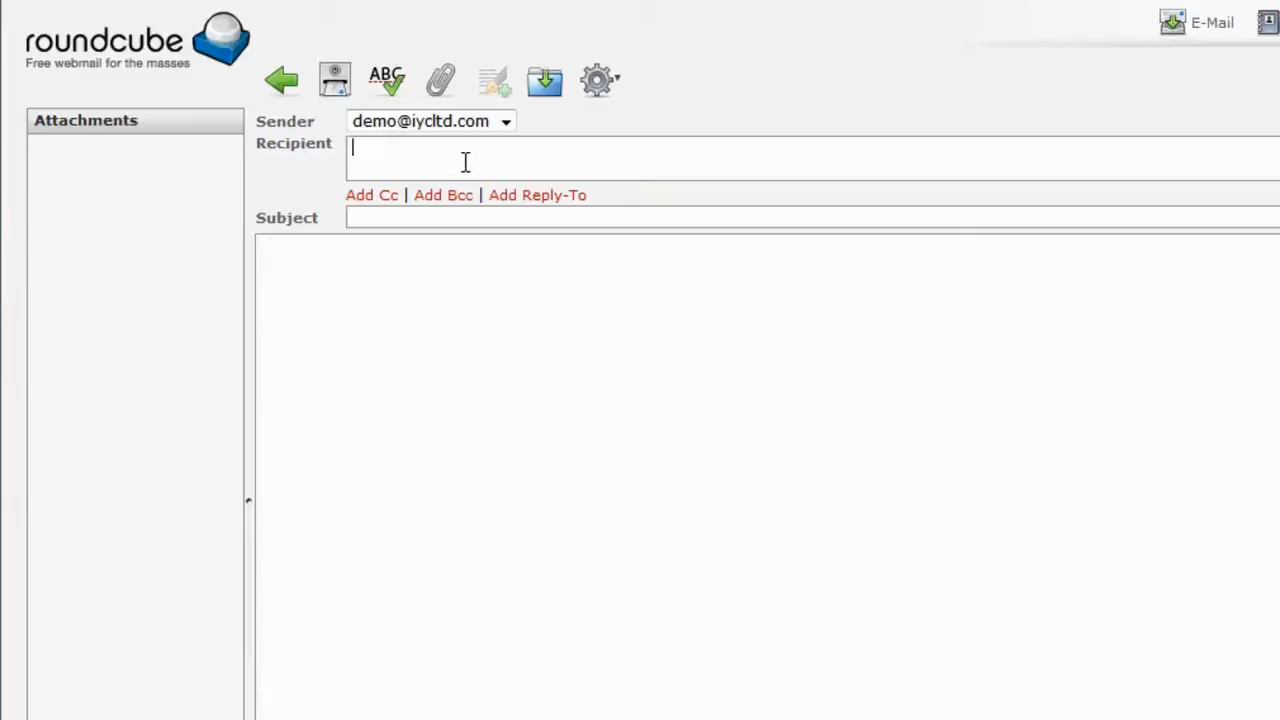 roundcube
Free webmail for the masses
E-Mail
ABC
Attachments
Sender demo@iycltd.com
Recipient
Add Cc | Add Bcc | Add Reply-To
Subject